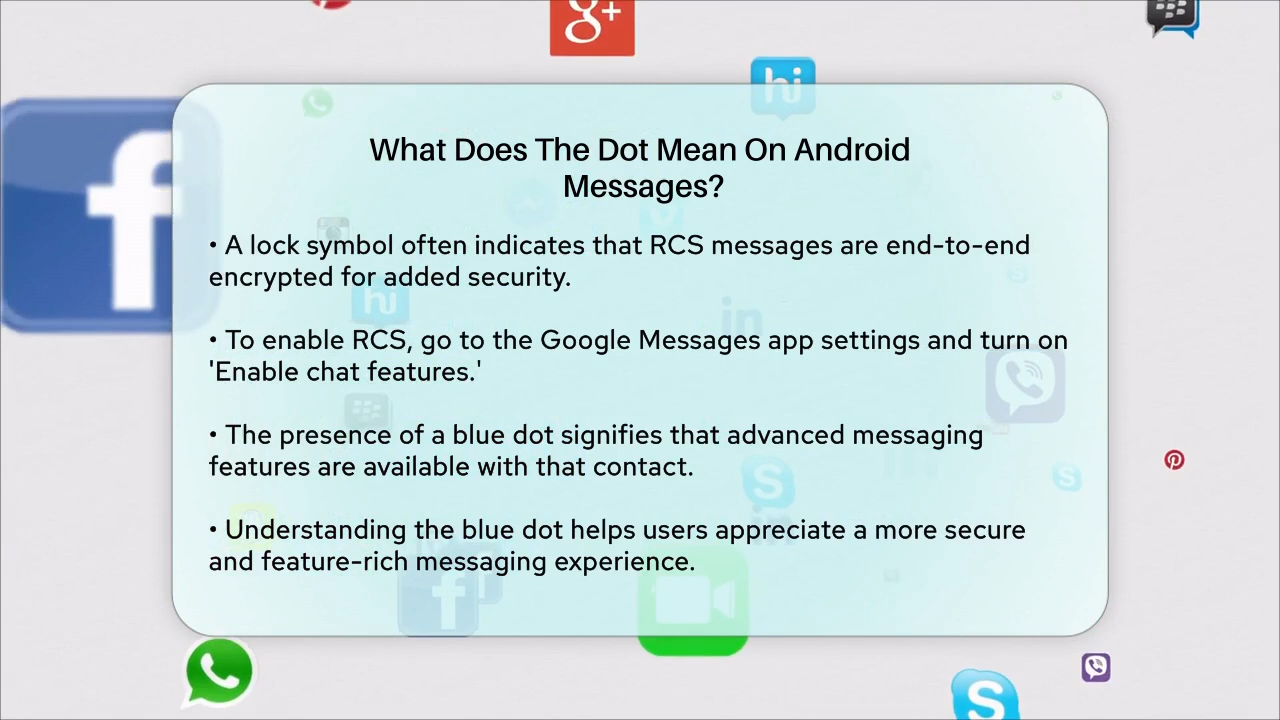 g+
hi
f
What Does The Dot Mean On Android
Messages?
• A lock symbol often indicates that RCS messages are end-to-end
encrypted for added security.
hi
in
• To enable RCS, go to the Google Messages app settings and turn on
'Enable chat features.'
• The presence of a blue dot signifies that advanced messaging
features are available with that contact.
S
S
• Understanding the blue dot helps users appreciate a more secure
and feature-rich messaging experience.
f
S